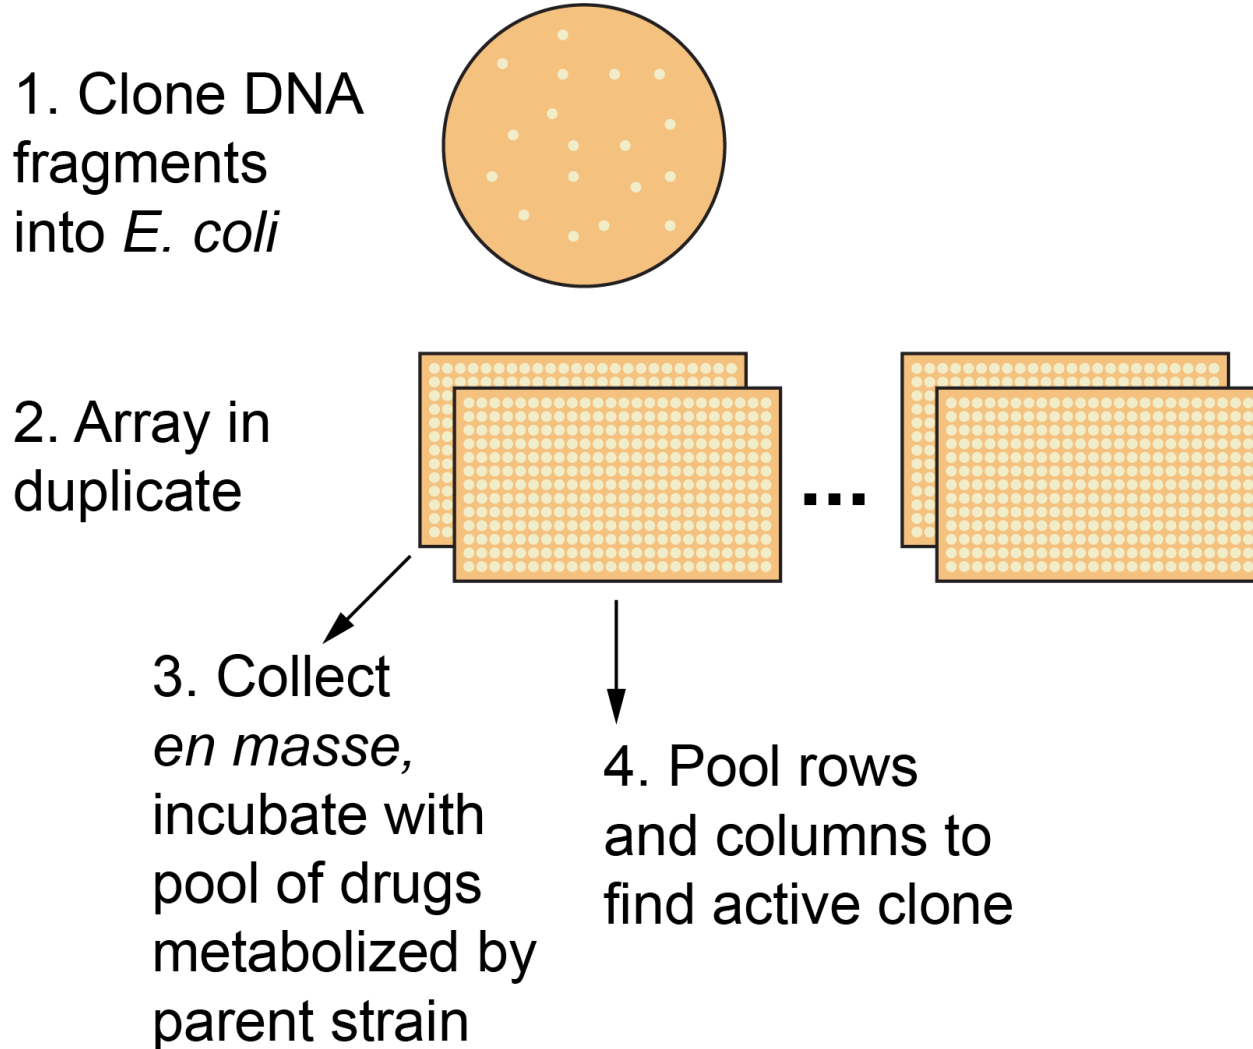 1. Clone DNA
fragments
into E. coli
2. Array in
duplicate
...
3. Collect
en masse,
incubate with
pool of drugs
metabolized by
parent strain
4. Pool rows
and columns to
find active clone